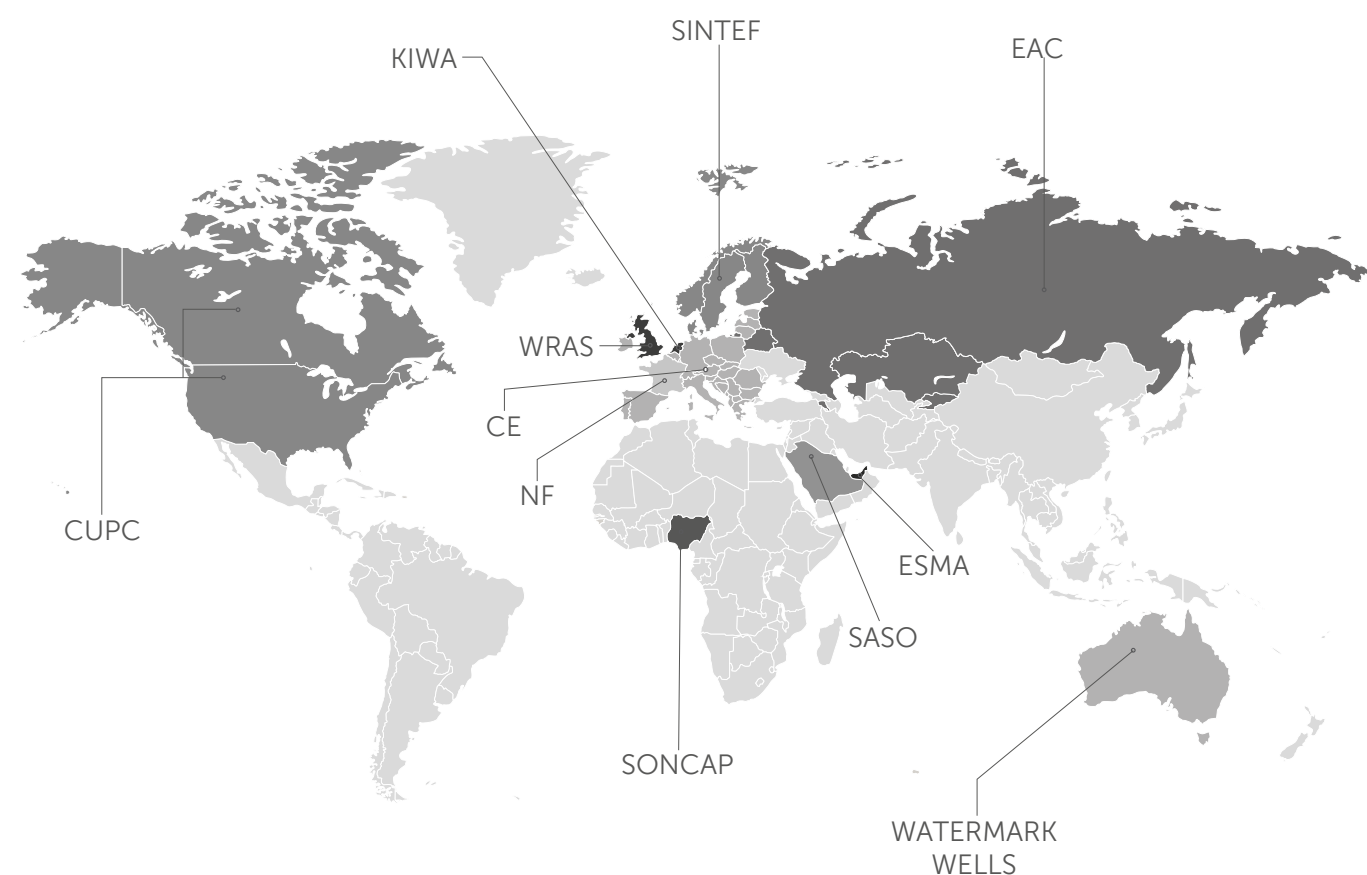 SINTEF
EAC
KIWA
WRAS
CE
NF
CUPC
ESMA
SASO
SONCAP
WATERMARK
WELLS